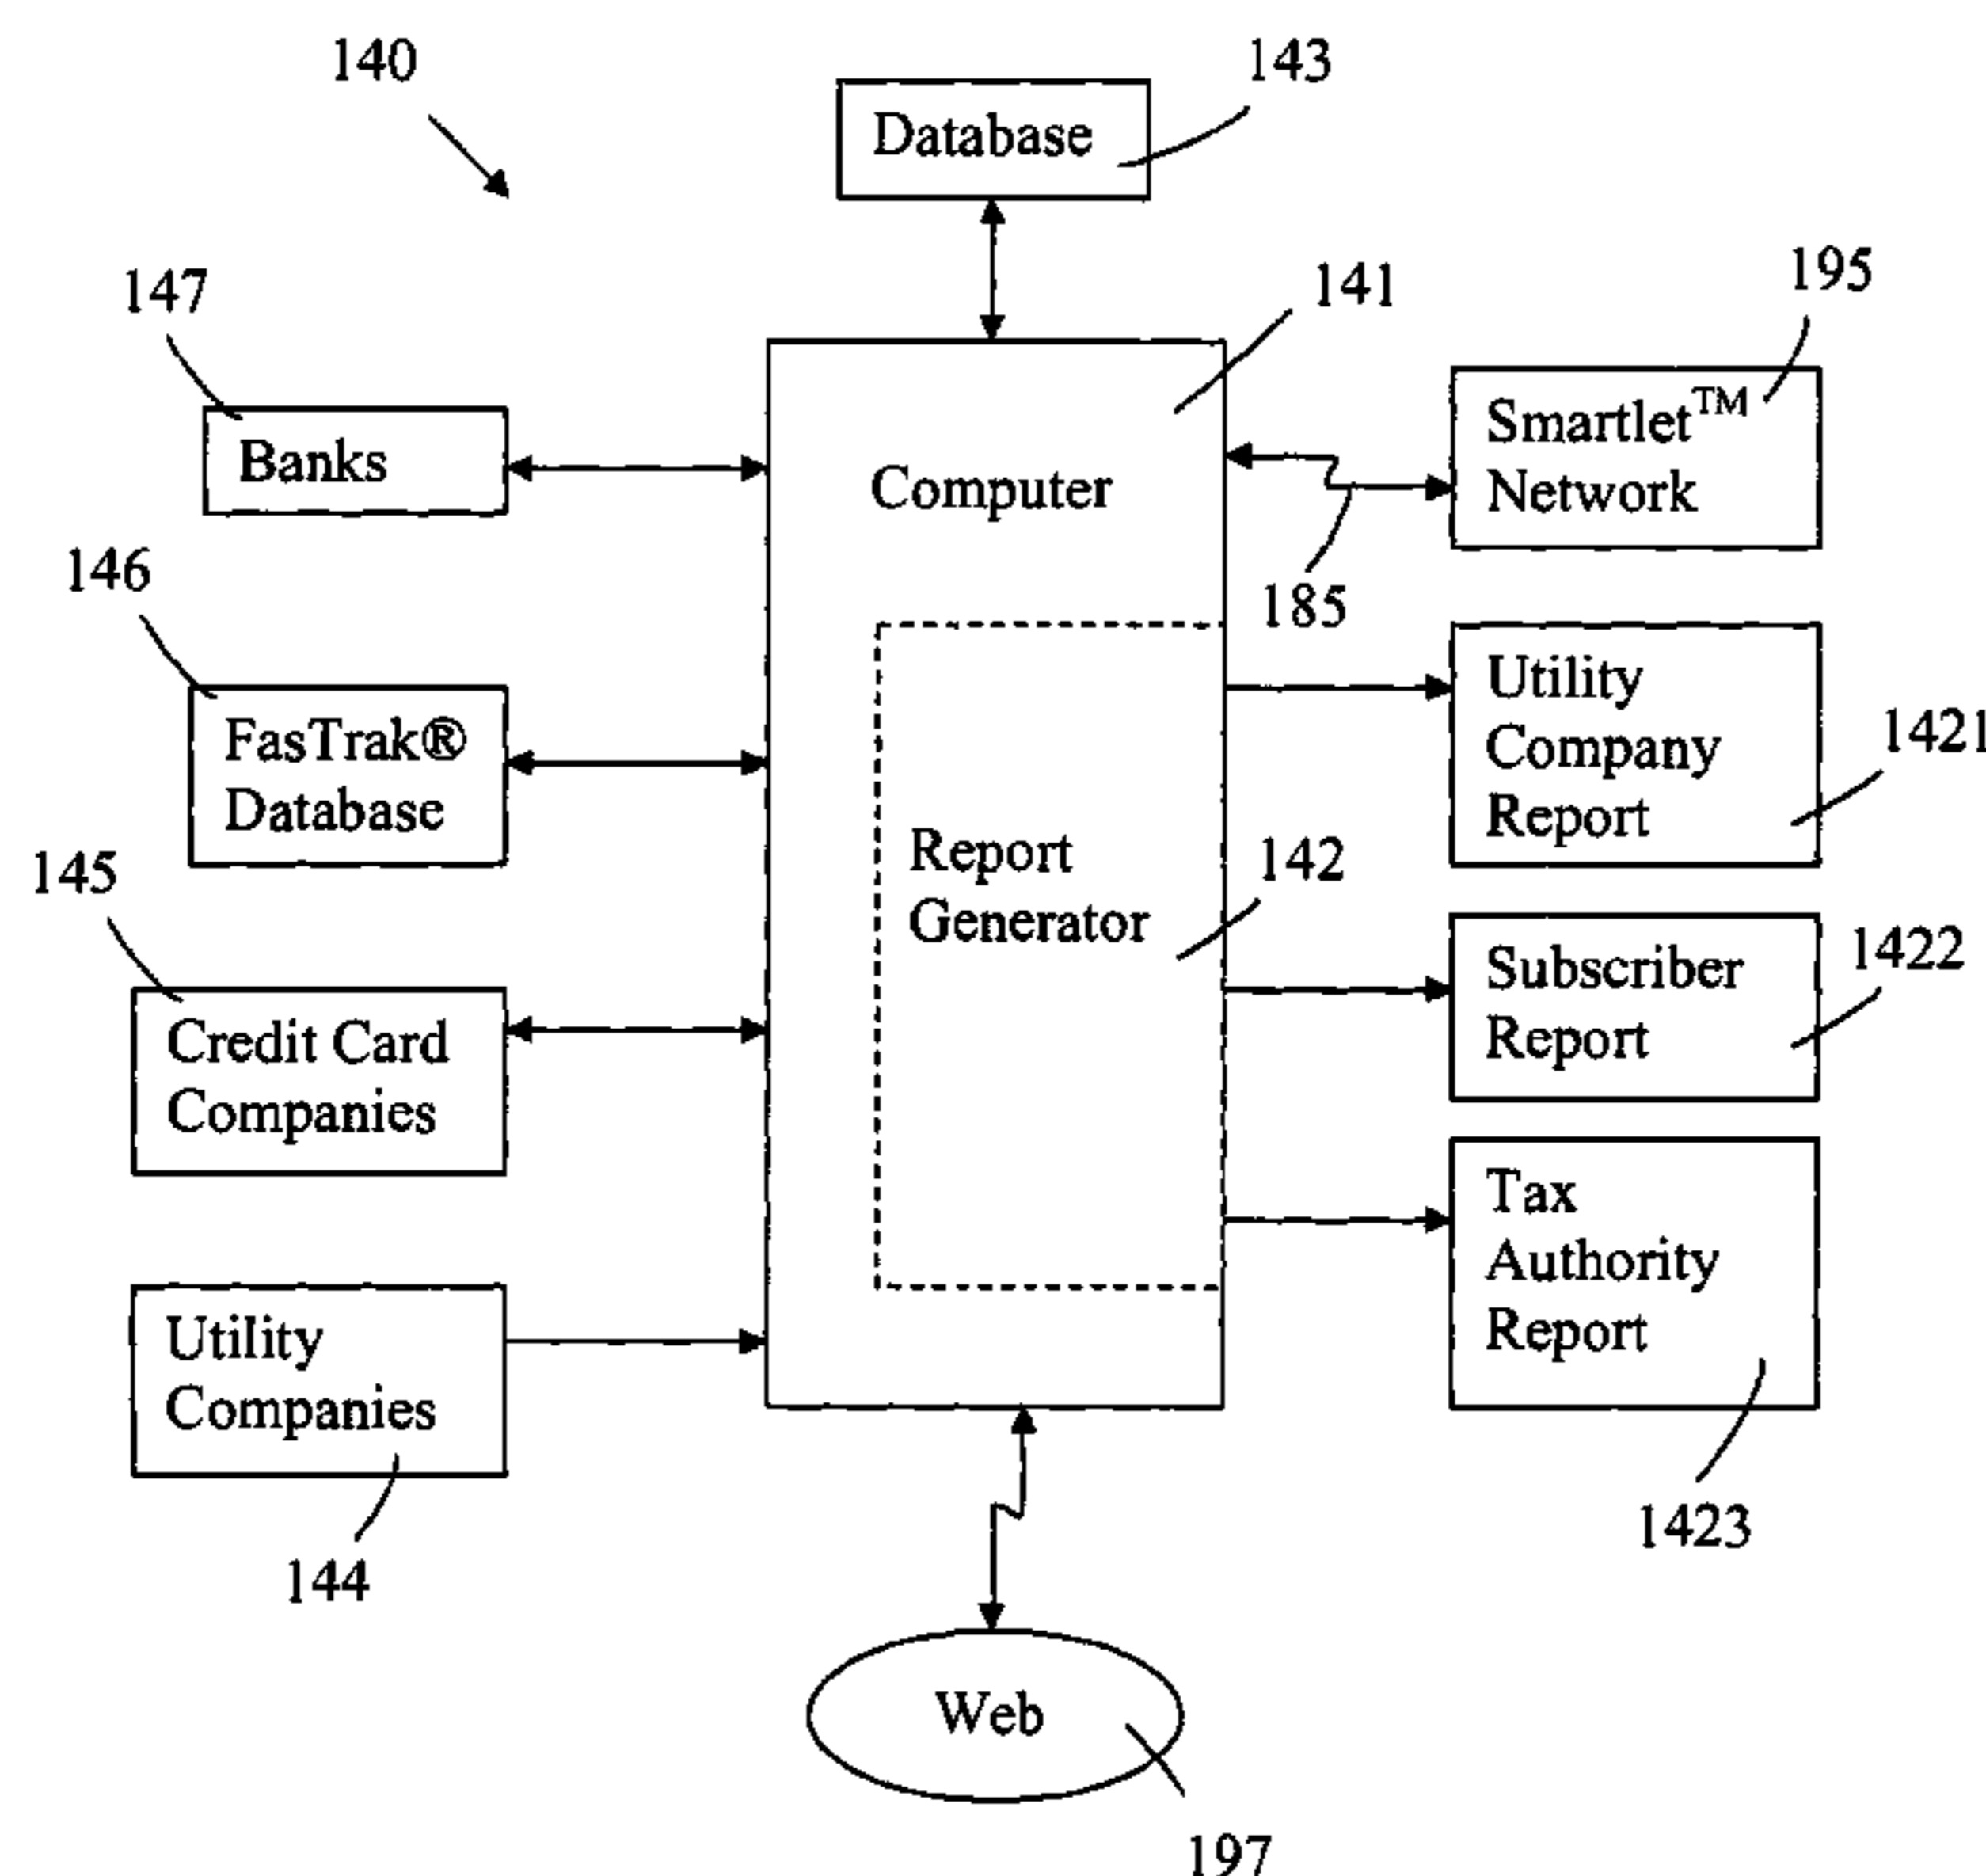 140
143
Database
147
141
195
Banks
Computer
Smartlet™
Network
146
185
FasTrak®
Database
Utility
Company
Report
1421
145
Report
Generator
142
Credit Card
Companies
Subscriber
Report
1422
Utility
Companies
Tax
Authority
Report
144
1423
Web
197